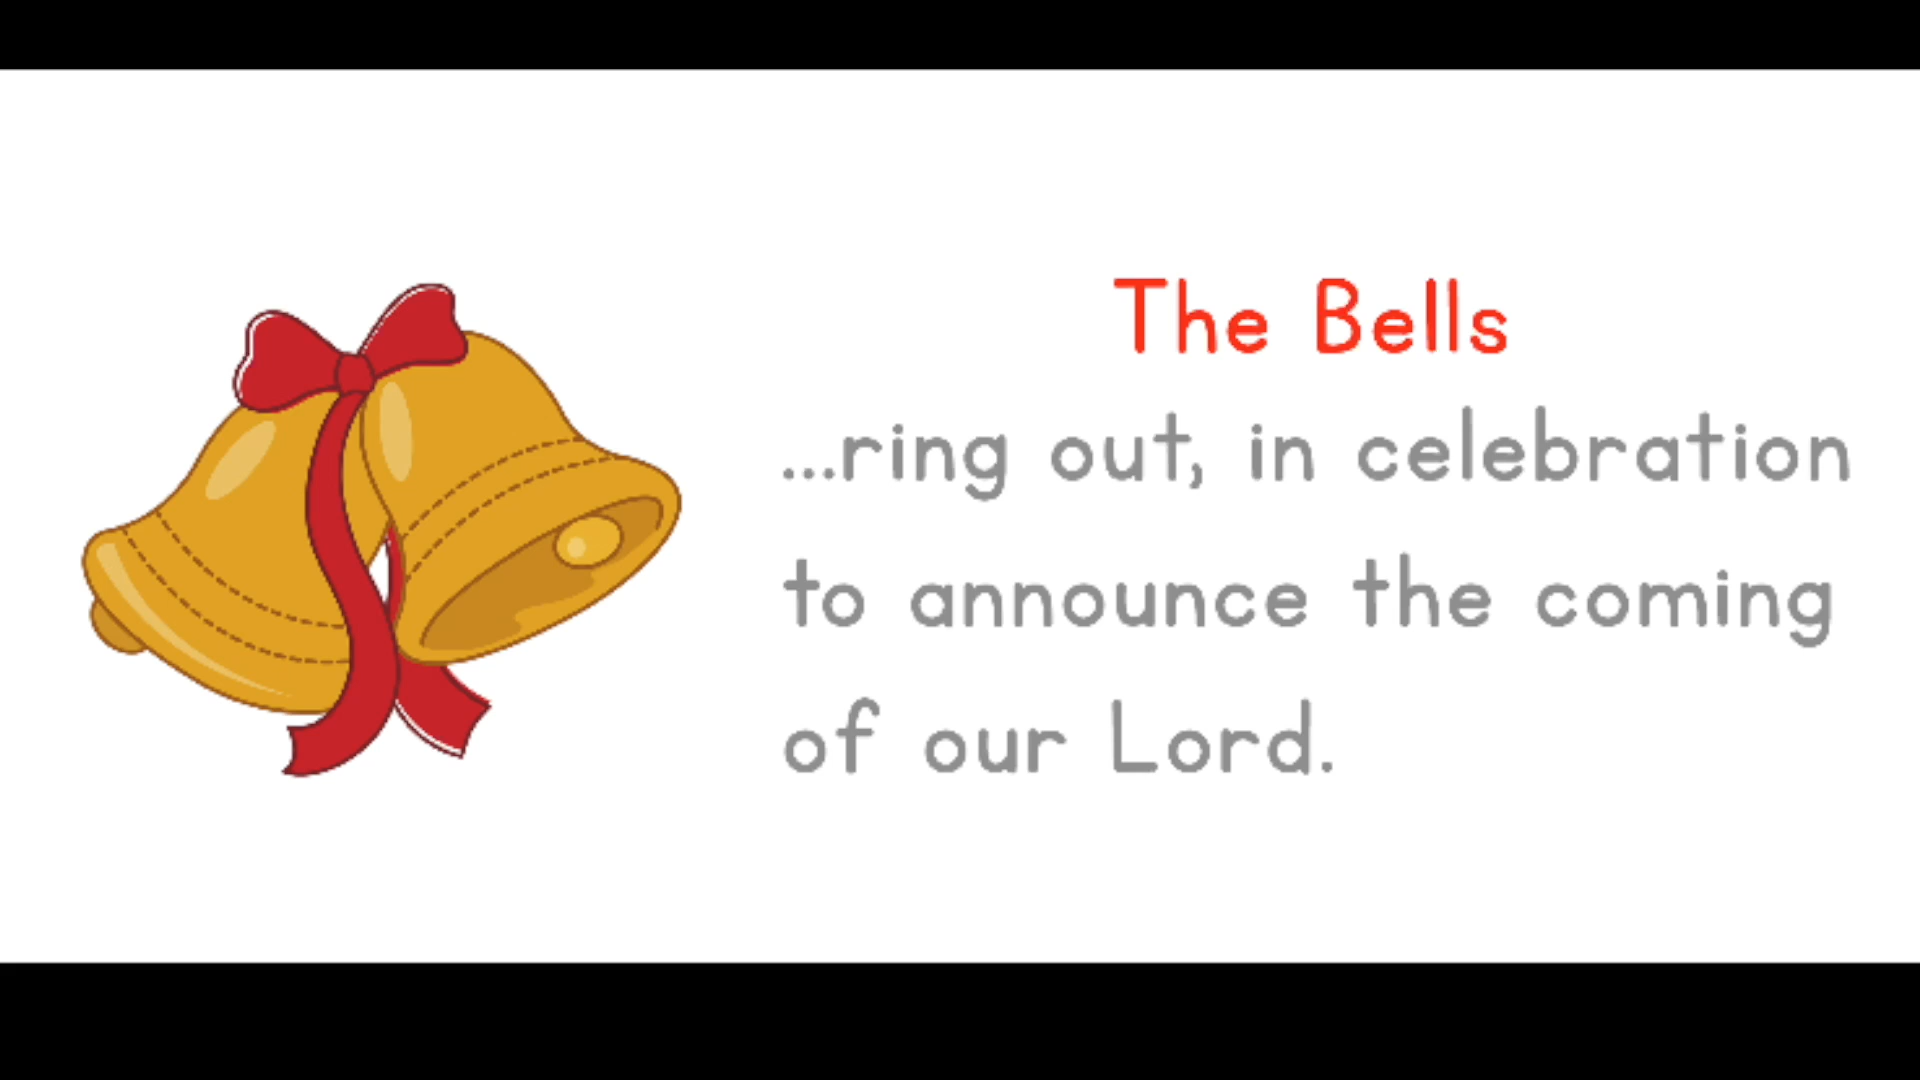 The Bells
...ring out, in celebration
to announce the coming
of our Lord.